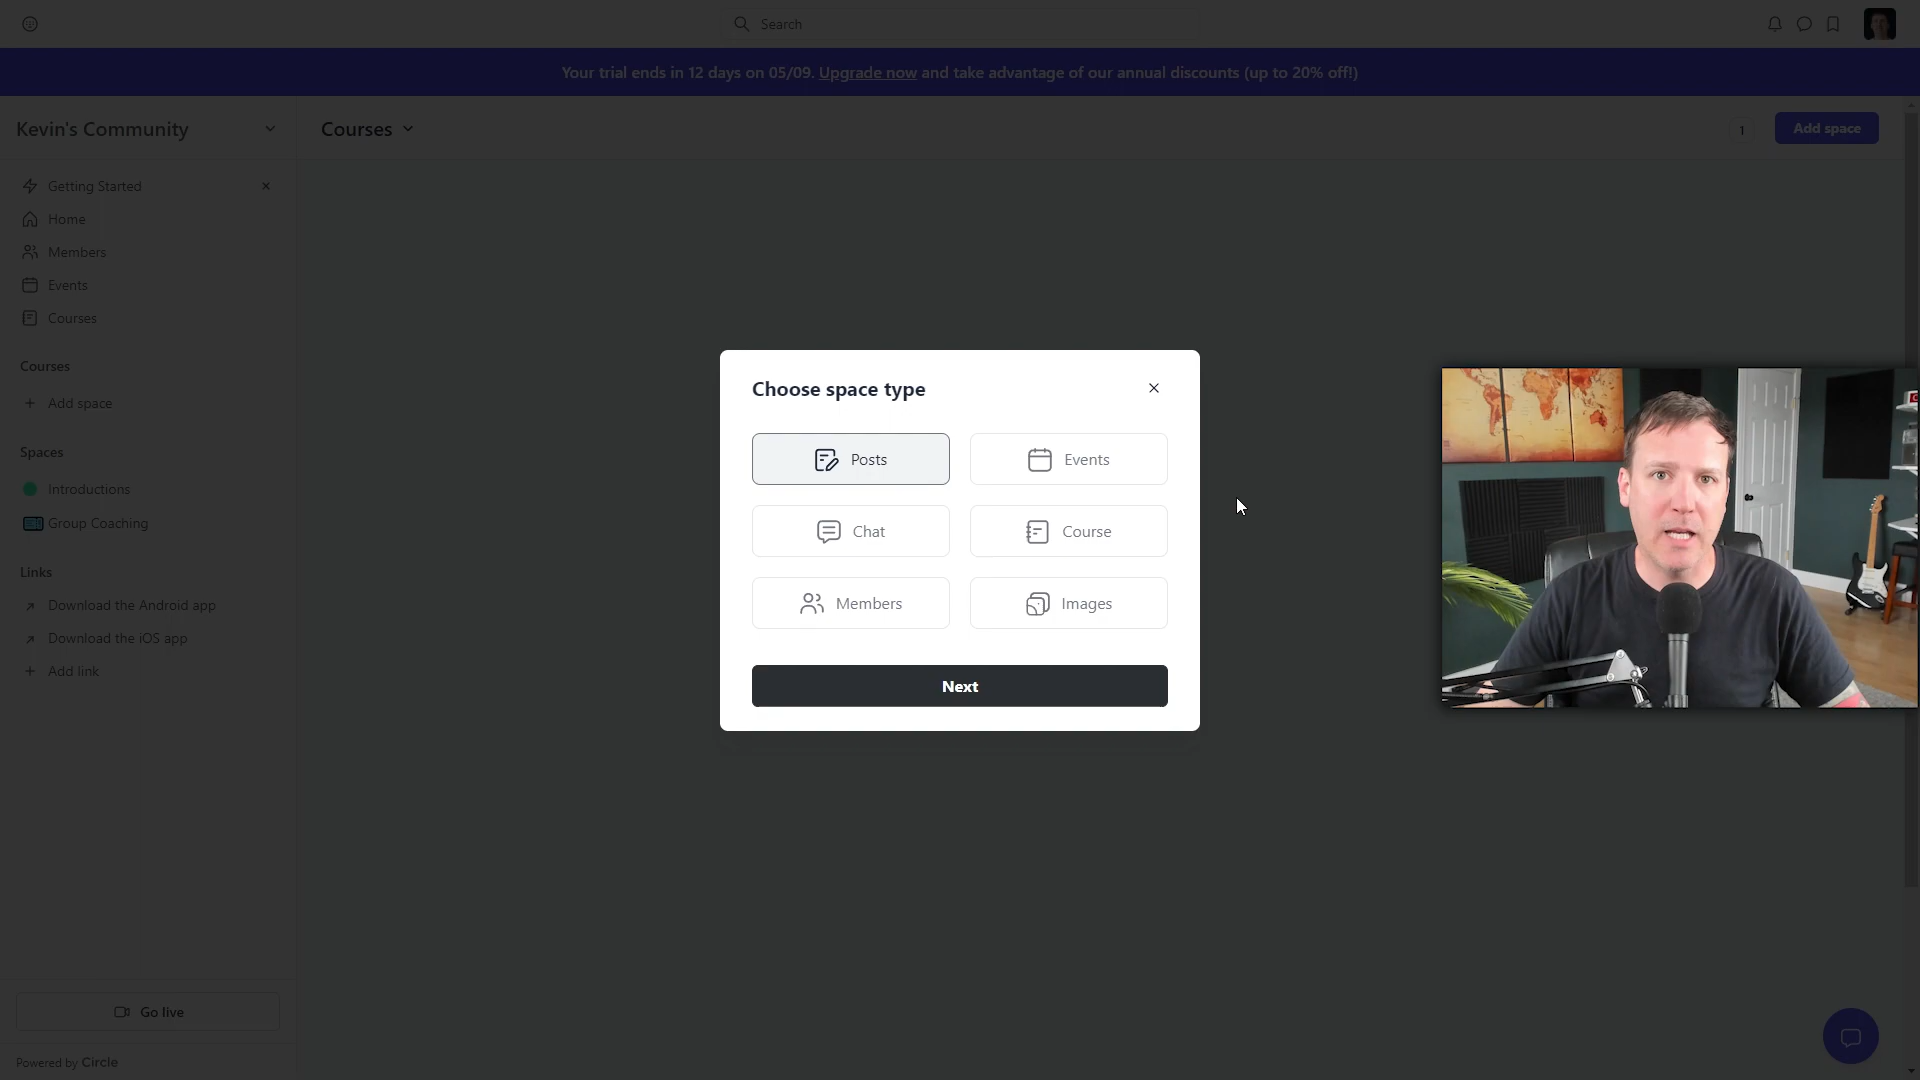 Search
Your trial ends in 12 days on 05/09. Upgrade now and take advantage of our annual discounts (up to 20% off!)
Kevin's Community
Courses
1
Add space
Getting Started
Home
Members
Events
Courses
Courses
Add space
Spaces
Introductions
Group Coaching
Links
Download the Android app
Download the iOS app
Add link
Go live
Powered by Circle
Choose space type
Posts
Events
Chat
Course
Members
Images
Next